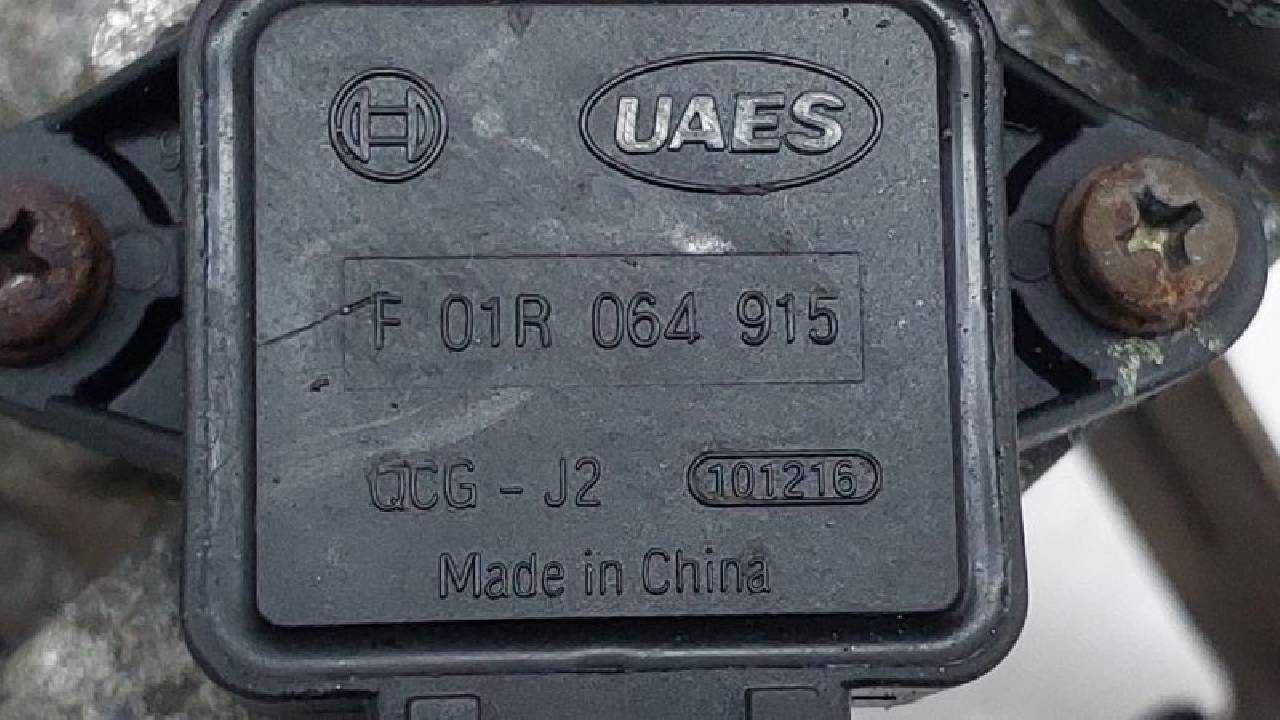 UAES
F 01R 064 915
QCG - J2 101216
Made in China